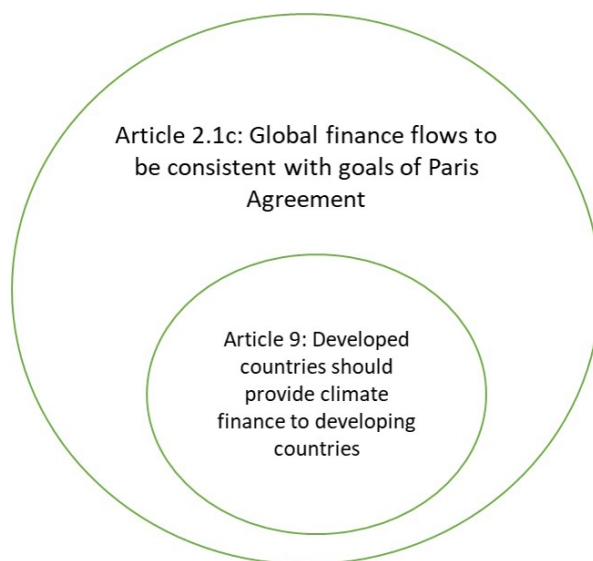 Article 2.1c: Global finance flows to
be consistent with goals of Paris
Agreement
Article 9: Developed
countries should
provide climate
finance to developing
countries